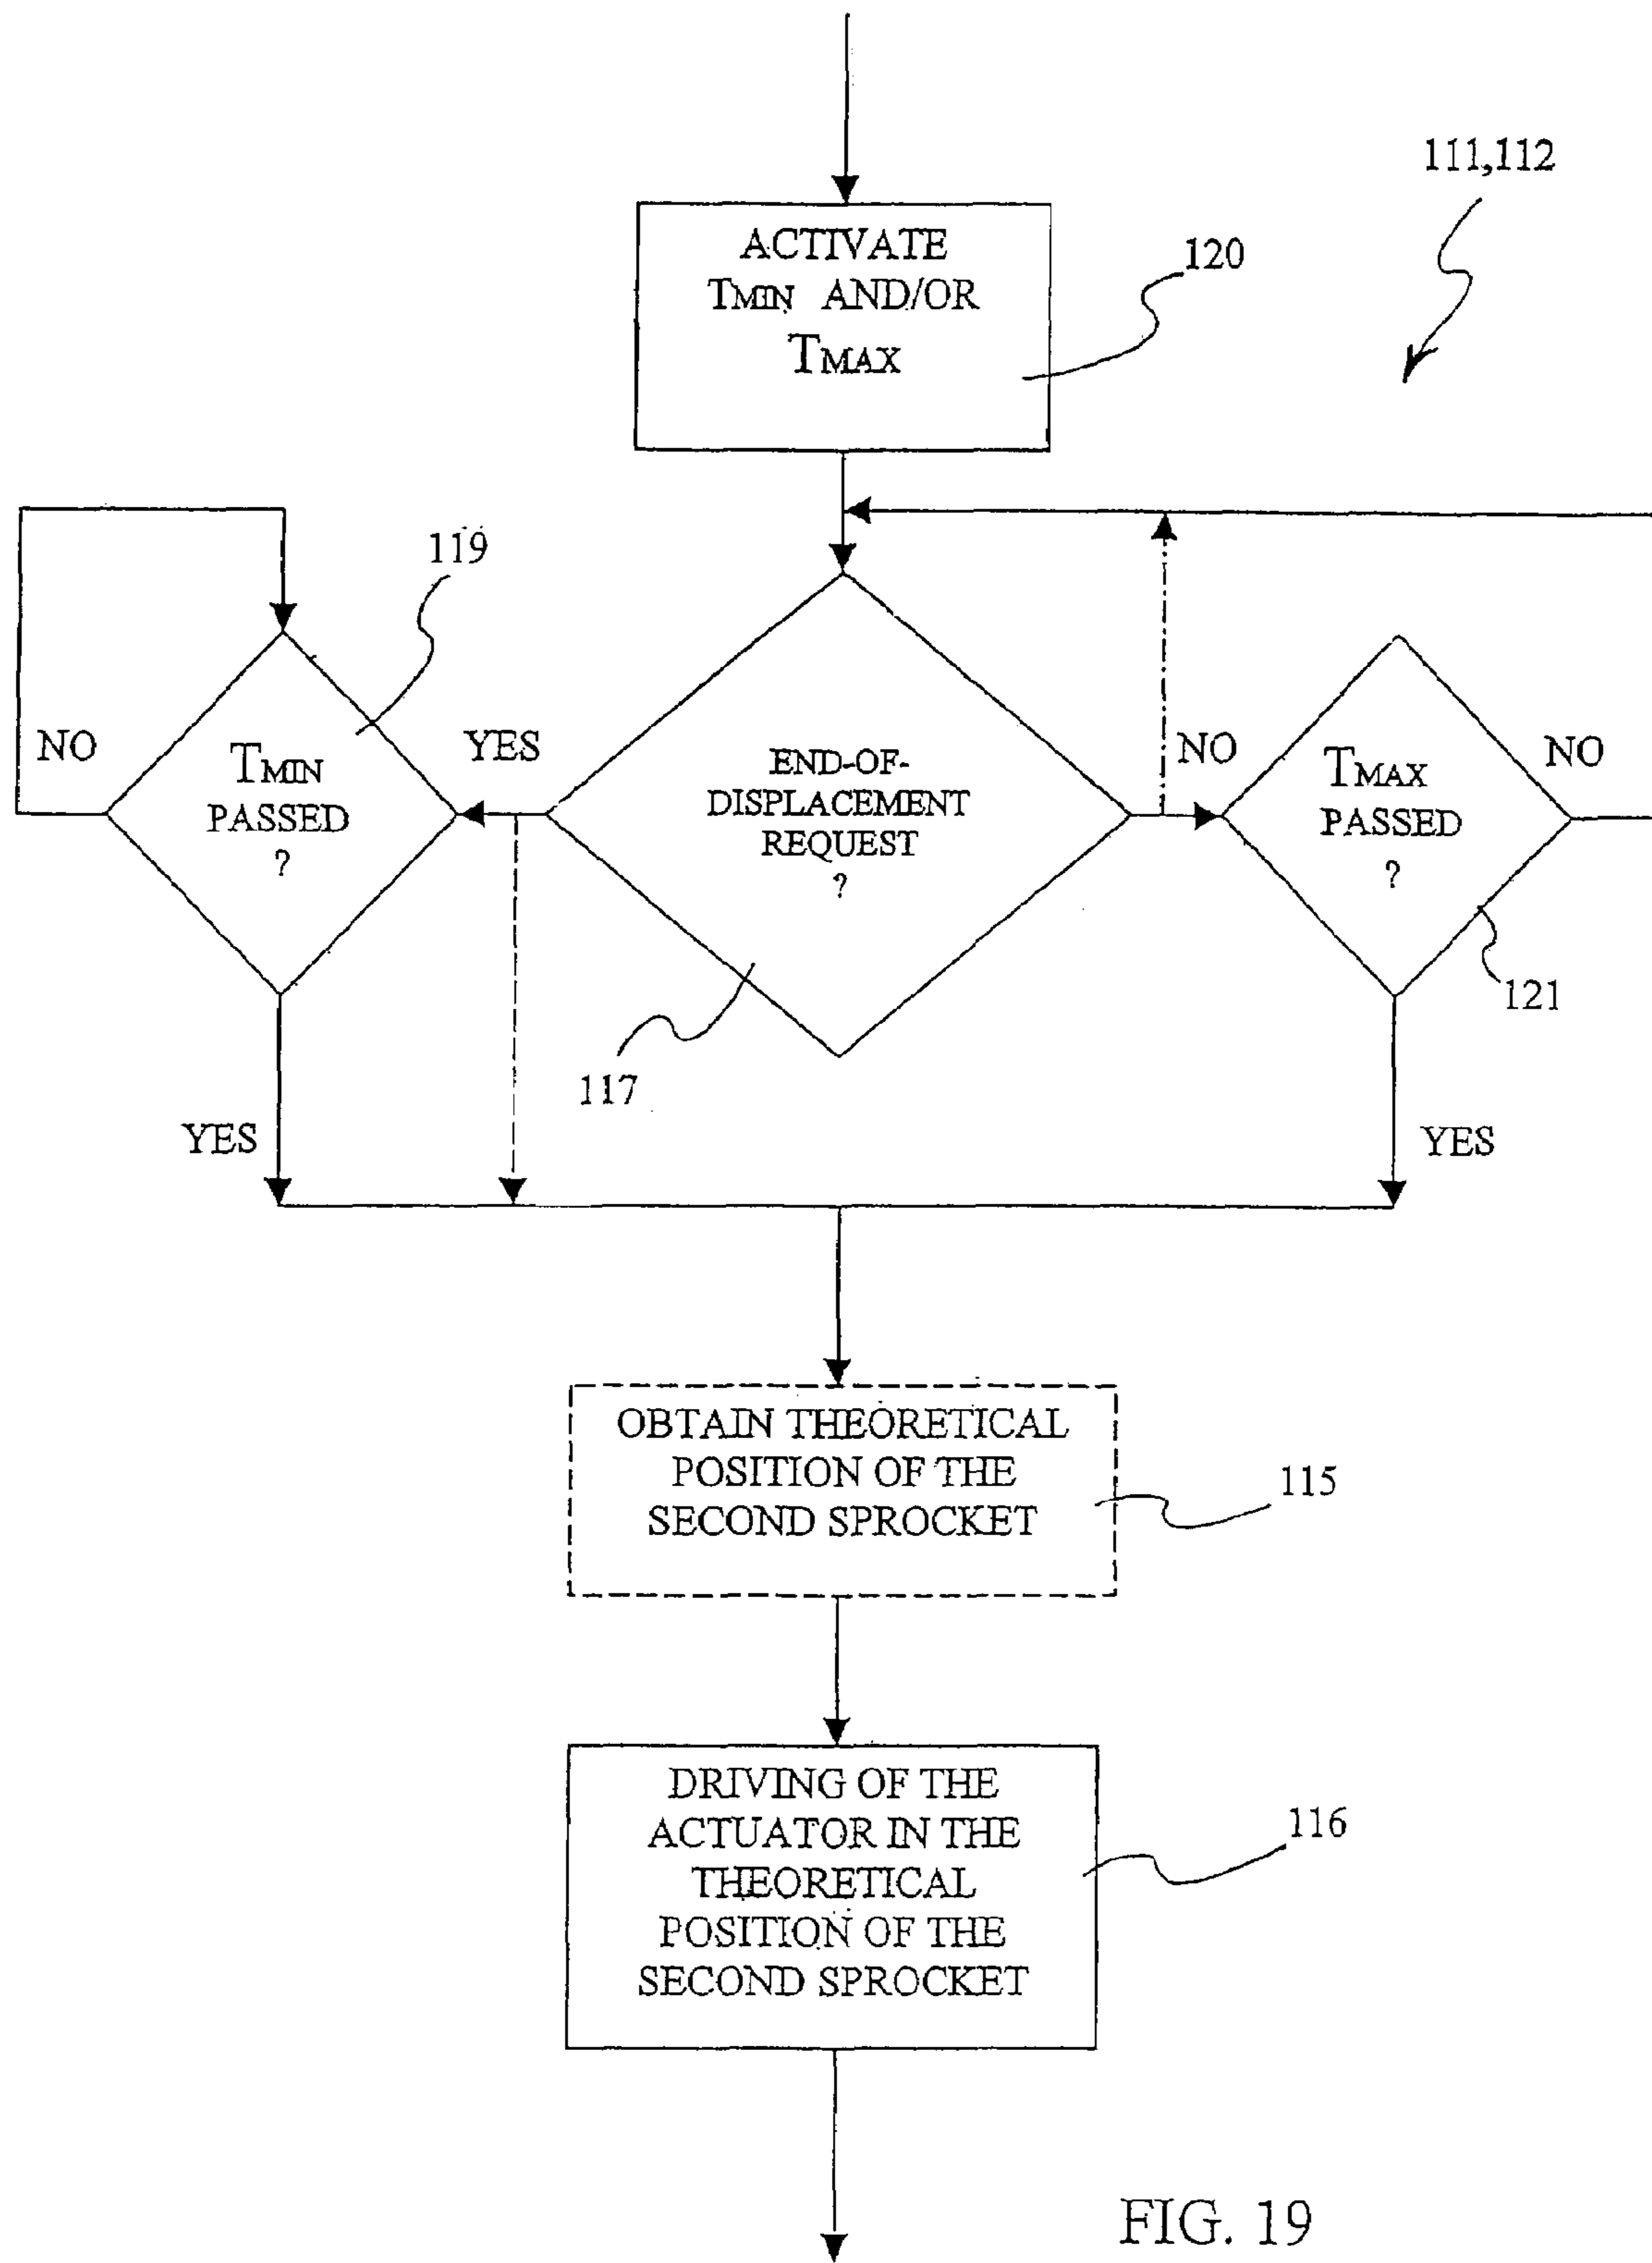 111,112
ACTIVATE
TMIN AND/OR
TMAX
120
119
NO
TMIN
PASSED
?
YES
END-OF-
DISPLACEMENT
REQUEST
?
NO
TMAX
PASSED
?
NO
121
117
YES
YES
OBTAIN THEORETICAL
POSITION OF THE
SECOND SPROCKET
115
DRIVING OF THE
ACTUATOR IN THE
THEORETICAL
POSITION OF THE
SECOND SPROCKET
116
FIG. 19